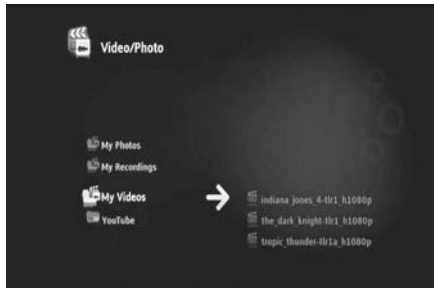 Video/Photo
My Photos
My Recordings
My Videos
YouTube
indiana_jones_4-tlr1_h1080p
the_dark_knight-tlr1_h1080p
tropic_thunder-tlr1a_h1080p